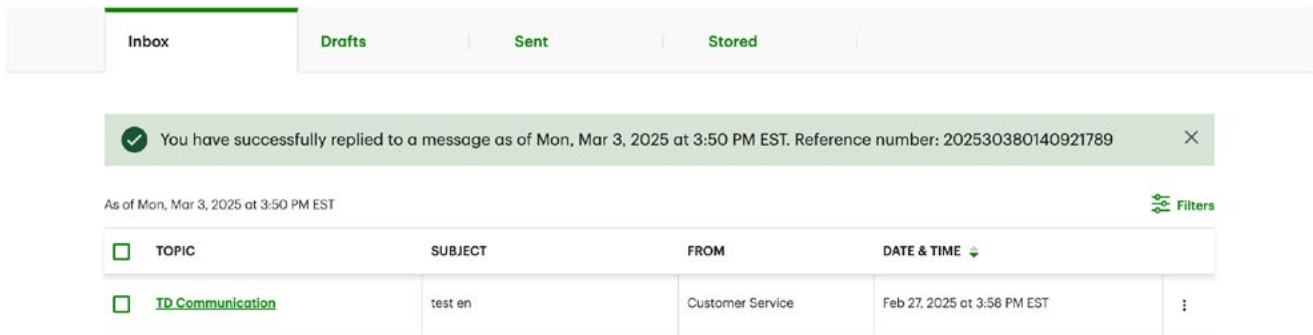 Inbox Drafts Sent Stored
You have successfully replied to a message as of Mon, Mar 3, 2025 at 3:50 PM EST. Reference number: 202530380140921789
As of Mon, Mar 3, 2025 at 3:50 PM EST
Filters
TOPIC SUBJECT FROM DATE & TIME
TD Communication test en Customer Service Feb 27, 2025 at 3:58 PM EST